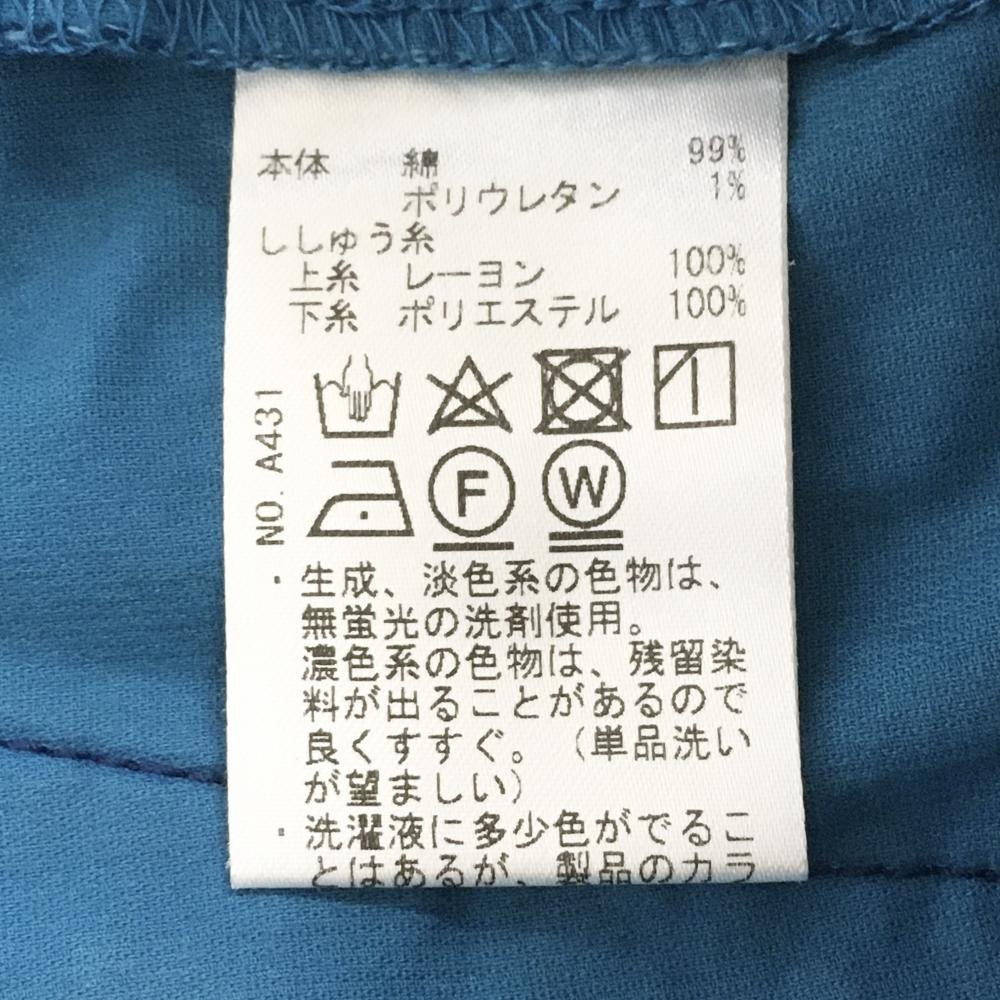 本体 綿 99%
ポリウレタン 1%
ししゅう糸
上糸 レーヨン 100%
下糸 ポリエステル 100%
NO. A431
F W
・生成、淡色系の色物は、
無蛍光の洗剤使用。
濃色系の色物は、残留染
料が出ることがあるので
良くすすぐ。(単品洗い
が望ましい)
・洗濯液に多少色がでるこ
とはあるが、製品のカラ